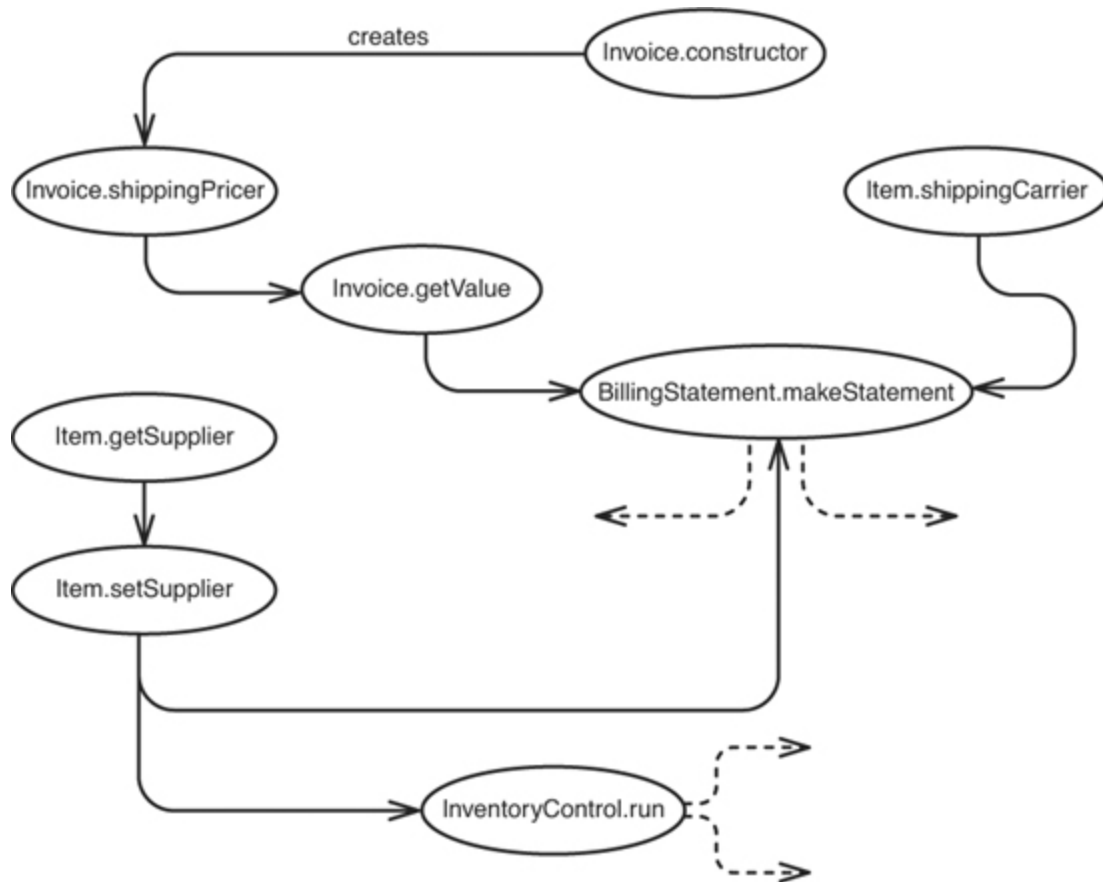 creates
Invoice.constructor
Invoice.shippingPricer
Item.shippingCarrier
Invoice.getValue
BillingStatement.makeStatement
Item.getSupplier
Item.setSupplier
InventoryControl.run